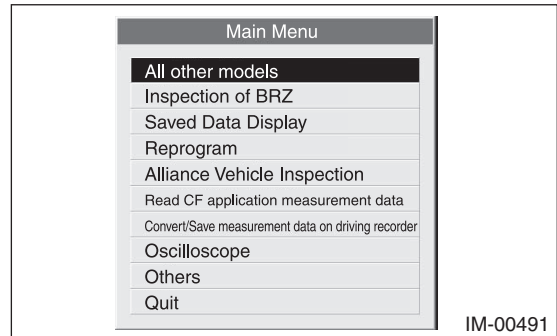 Main Menu
All other models
Inspection of BRZ
Saved Data Display
Reprogram
Alliance Vehicle Inspection
Read CF application measurement data
Convert/Save measurement data on driving recorder
Oscilloscope
Others
Quit
IM-00491